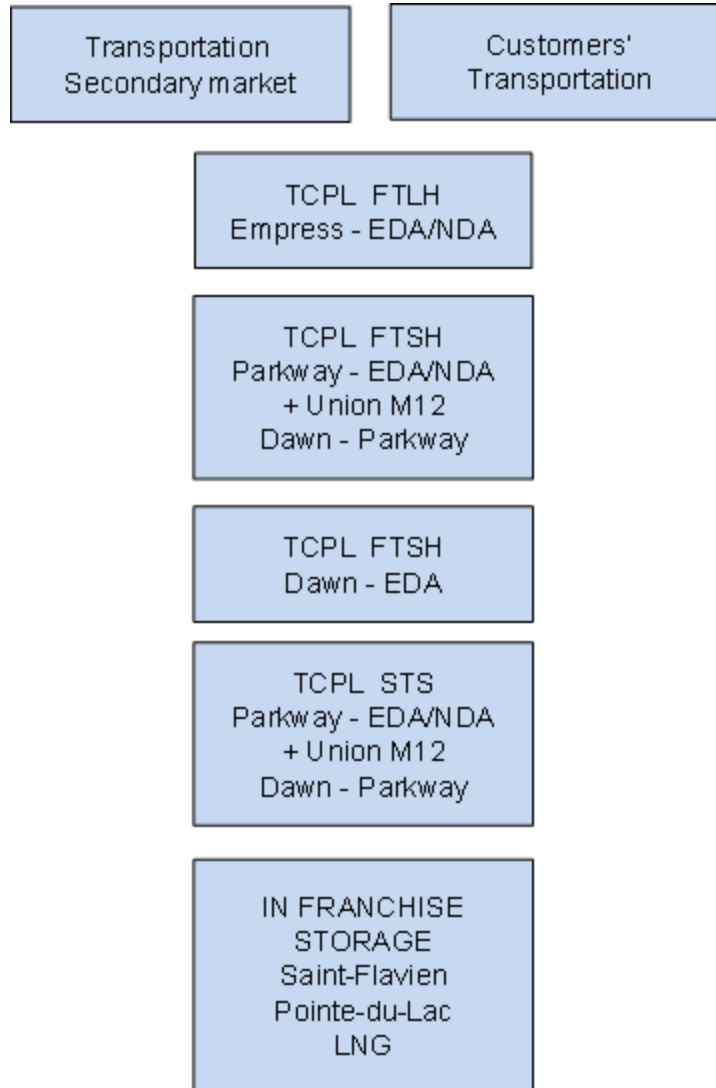 Transportation
Secondary market
Customers'
Transportation
TCPL FTLH
Empress - EDA/NDA
TCPL FTSH
Parkway - EDA/NDA
+ Union M12
Dawn - Parkway
TCPL FTSH
Dawn - EDA
TCPL STS
Parkway - EDA/NDA
+ Union M12
Dawn - Parkway
IN FRANCHISE
STORAGE
Saint-Flavien
Pointe-du-Lac
LNG